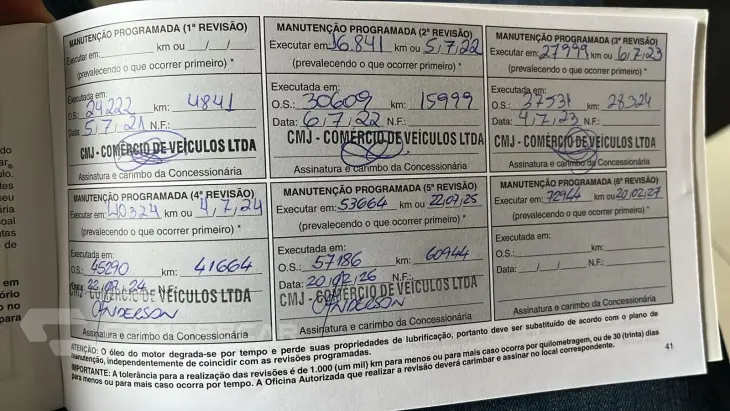 MANUTENÇÃO PROGRAMADA (1ª REVISÃO)
Executar em: km ou / /
(prevalecendo o que ocorrer primeiro) *
Executada em:
O.S.: 24222 km: 4841
Data: 5/7/21 N.F.:
CMJ - COMÉRCIO DE VEÍCULOS LTDA
Assinatura e carimbo da Concessionária
MANUTENÇÃO PROGRAMADA (2ª REVISÃO)
Executar em: 16.841 km ou 5/7/22
(prevalecendo o que ocorrer primeiro) *
Executada em:
O.S.: 30609 km: 15999
Data: 6/7/22 N.F.:
CMJ - COMÉRCIO DE VEÍCULOS LTDA
Assinatura e carimbo da Concessionária
MANUTENÇÃO PROGRAMADA (3ª REVISÃO)
Executar em: 27999 km ou 6/7/23
(prevalecendo o que ocorrer primeiro) *
Executada em:
O.S.: 37531 km: 28324
Data: 4/7/23 N.F.:
CMJ - COMÉRCIO DE VEÍCULOS LTDA
Assinatura e carimbo da Concessionária
MANUTENÇÃO PROGRAMADA (4ª REVISÃO)
Executar em: 40324 km ou 4/7/24
(prevalecendo o que ocorrer primeiro) *
Executada em:
O.S.: 45290 km: 41664
Data: 22/07/24 N.F.:
CMJ - COMÉRCIO DE VEÍCULOS LTDA
ANDERSON
Assinatura e carimbo da Concessionária
MANUTENÇÃO PROGRAMADA (5ª REVISÃO)
Executar em: 53664 km ou 22/07/25
(prevalecendo o que ocorrer primeiro) *
Executada em:
O.S.: 57186 km: 60944
Data: 20/02/26 N.F.:
CMJ - COMÉRCIO DE VEÍCULOS LTDA
ANDERSON
Assinatura e carimbo da Concessionária
MANUTENÇÃO PROGRAMADA (6ª REVISÃO)
Executar em: 72944 km ou 20/02/27
(prevalecendo o que ocorrer primeiro) *
Executada em:
O.S.: km:
Data: / / N.F.:
Assinatura e carimbo da Concessionária
ATENÇÃO: O óleo do motor degrada-se por tempo e perde suas propriedades de lubrificação, portanto deve ser substituído de acordo com o plano de
manutenção, independentemente de coincidir com as revisões programadas.
IMPORTANTE: A tolerância para a realização das revisões é de 1.000 (um mil) km para menos ou para mais caso ocorra por quilometragem, ou de 30 (trinta) dias
para menos ou para mais caso ocorra por tempo. A Oficina Autorizada que realizar a revisão deverá carimbar e assinar no local correspondente.
41